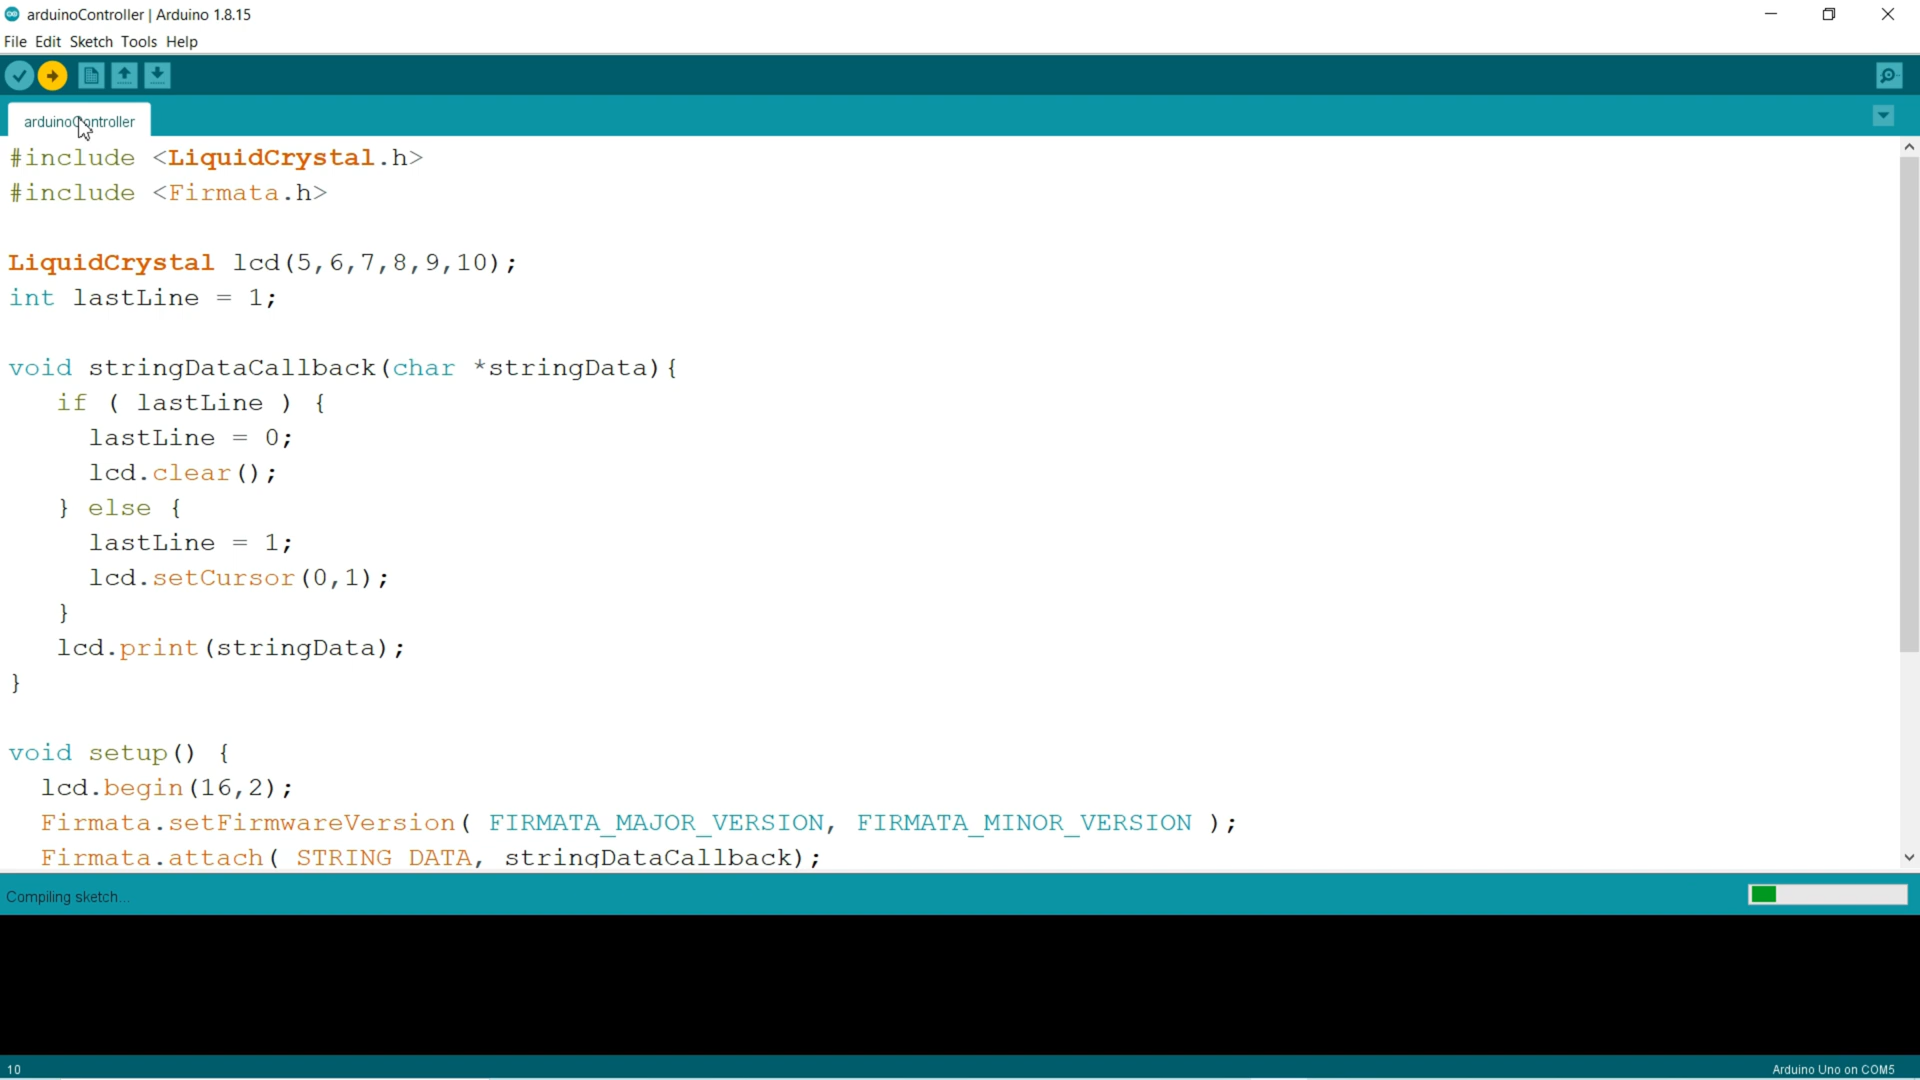 arduinoController | Arduino 1.8.15
File Edit Sketch Tools Help
arduinoController
#include <LiquidCrystal.h>
#include <Firmata.h>
LiquidCrystal lcd(5,6,7,8,9,10);
int lastLine = 1;
void stringDataCallback(char *stringData){
if ( lastLine ) {
lastLine = 0;
lcd.clear();
} else {
lastLine = 1;
lcd.setCursor(0,1);
}
lcd.print(stringData);
}
void setup() {
lcd.begin(16,2);
Firmata.setFirmwareVersion( FIRMATA_MAJOR_VERSION, FIRMATA_MINOR_VERSION );
Firmata.attach( STRING_DATA, stringDataCallback);
Compiling sketch...
10
Arduino Uno on COM5